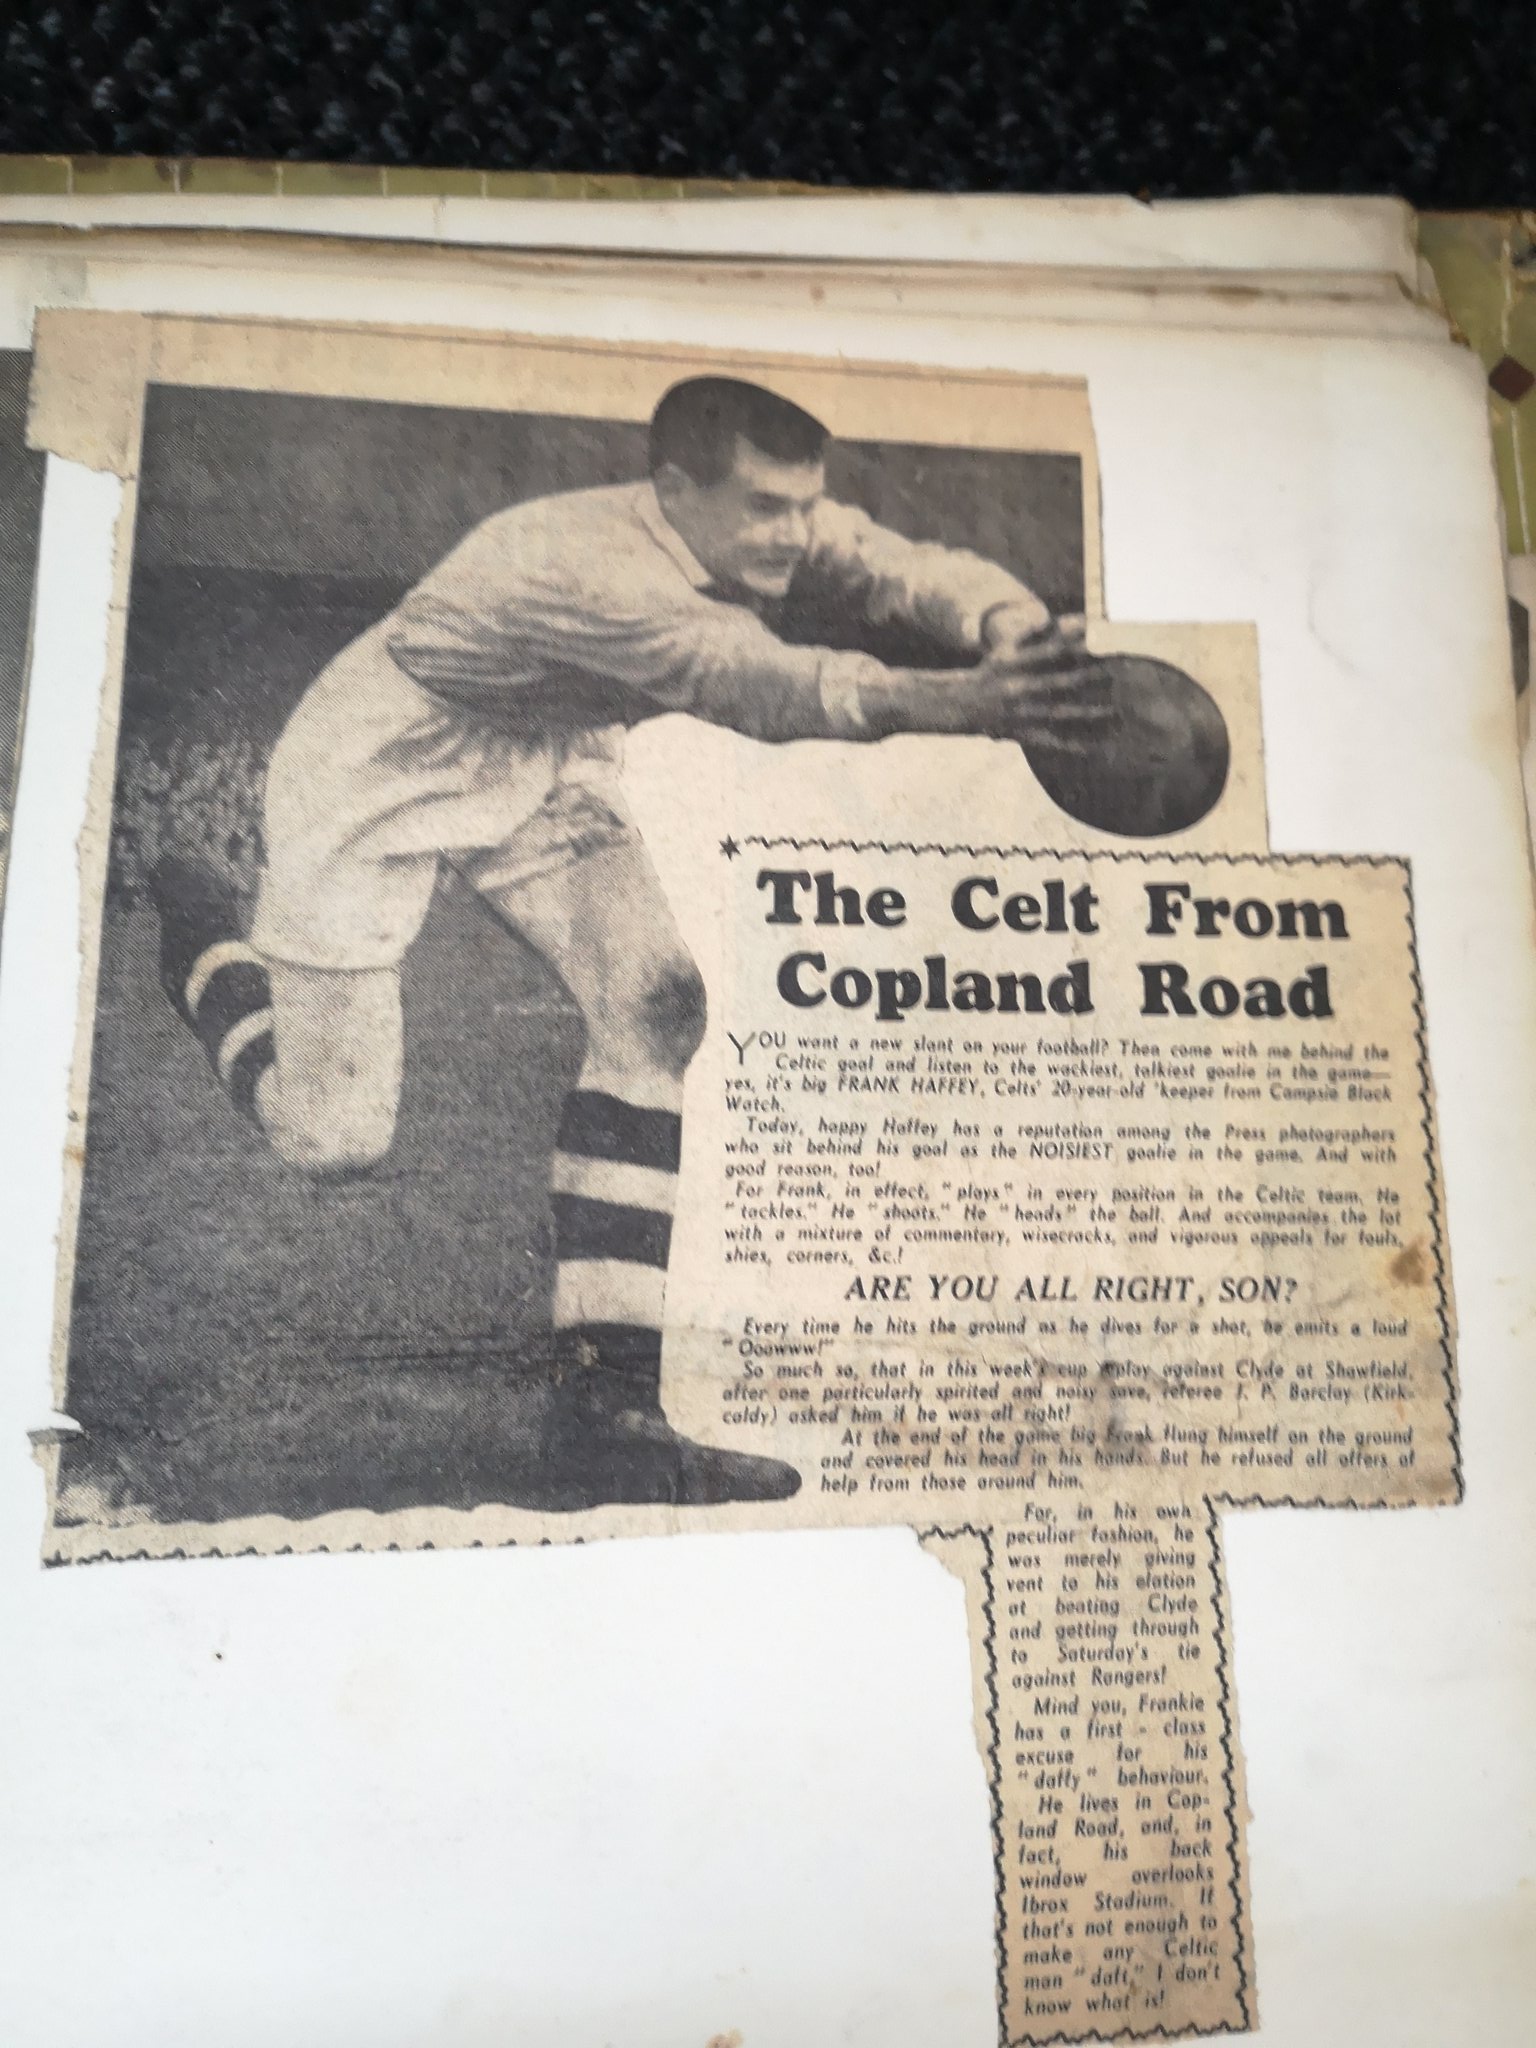 The Celt From
Copland Road
YOU want a new slant on your football? Then come with me behind the
Celtic goal and listen to the wackiest, talkiest goalie in the game—
yes, it's big FRANK HAFFEY, Celts' 20-year-old 'keeper from Campsie Black
Watch.
Today, happy Haffey has a reputation among the Press photographers
who sit behind his goal as the NOISIEST goalie in the game. And with
good reason, too!
For Frank, in effect, "plays" in every position in the Celtic team. He
"tackles." He "shoots." He "heads" the ball. And accompanies the lot
with a mixture of commentary, wisecracks, and vigorous appeals for fouls,
shies, corners, &c.!
ARE YOU ALL RIGHT, SON?
Every time he hits the ground as he dives for a shot, he emits a loud
"Ooowww!"
So much so, that in this week's cup replay against Clyde at Shawfield,
after one particularly spirited and noisy save, referee J. P. Barclay (Kirk-
caldy) asked him if he was all right!
At the end of the game big Frank flung himself on the ground
and covered his head in his hands. But he refused all offers of
help from those around him.
For, in his own
peculiar fashion, he
was merely giving
vent to his elation
at beating Clyde
and getting through
to Saturday's tie
against Rangers!
Mind you, Frankie
has a first - class
excuse for his
"daffy" behaviour.
He lives in Cop-
land Road, and, in
fact, his back
window overlooks
Ibrox Stadium. If
that's not enough to
make any Celtic
man "daft," I don't
know what is!